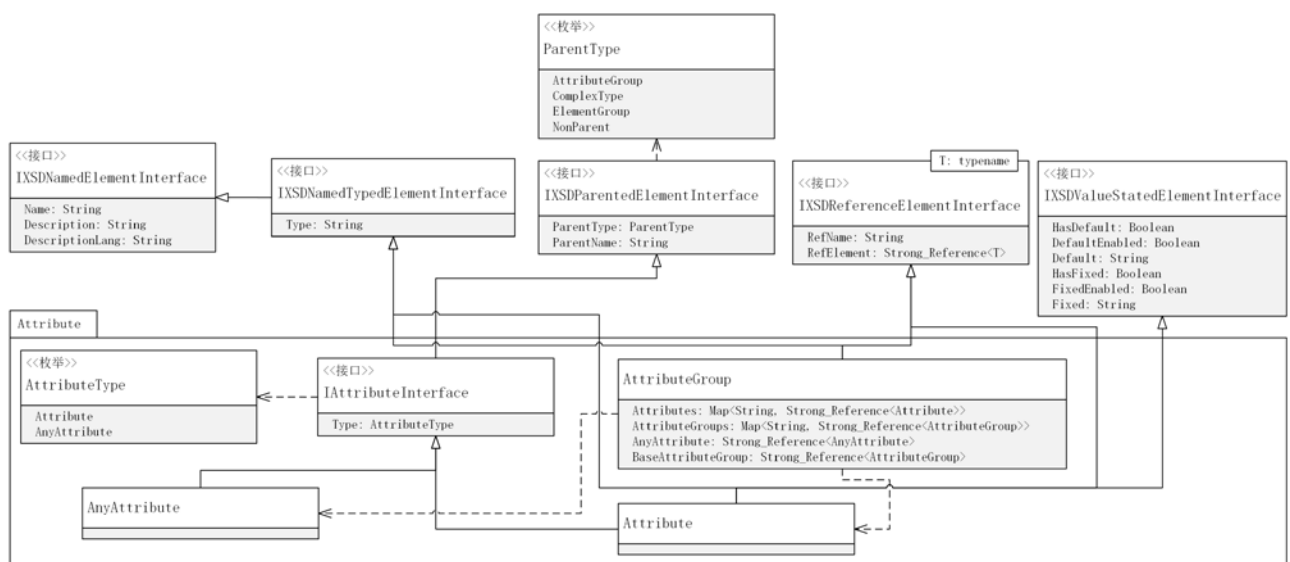 <<枚举>>
ParentType
AttributeGroup
ComplexType
ElementGroup
NonParent
<<接口>>
IXSDNamedElementInterface
Name: String
Description: String
DescriptionLang: String
<<接口>>
IXSDNamedTypedElementInterface
Type: String
<<接口>>
IXSDParentedElementInterface
ParentType: ParentType
ParentName: String
T: typename
<<接口>>
IXSDReferenceElementInterface
RefName: String
RefElement: Strong_Reference<T>
<<接口>>
IXSDValueStatedElementInterface
HasDefault: Boolean
DefaultEnabled: Boolean
Default: String
HasFixed: Boolean
FixedEnabled: Boolean
Fixed: String
Attribute
<<枚举>>
AttributeType
Attribute
AnyAttribute
<<接口>>
IAttributeInterface
Type: AttributeType
AttributeGroup
Attributes: Map<String, Strong_Reference<Attribute>>
AttributeGroups: Map<String, Strong_Reference<AttributeGroup>>
AnyAttribute: Strong_Reference<AnyAttribute>
BaseAttributeGroup: Strong_Reference<AttributeGroup>
AnyAttribute
Attribute